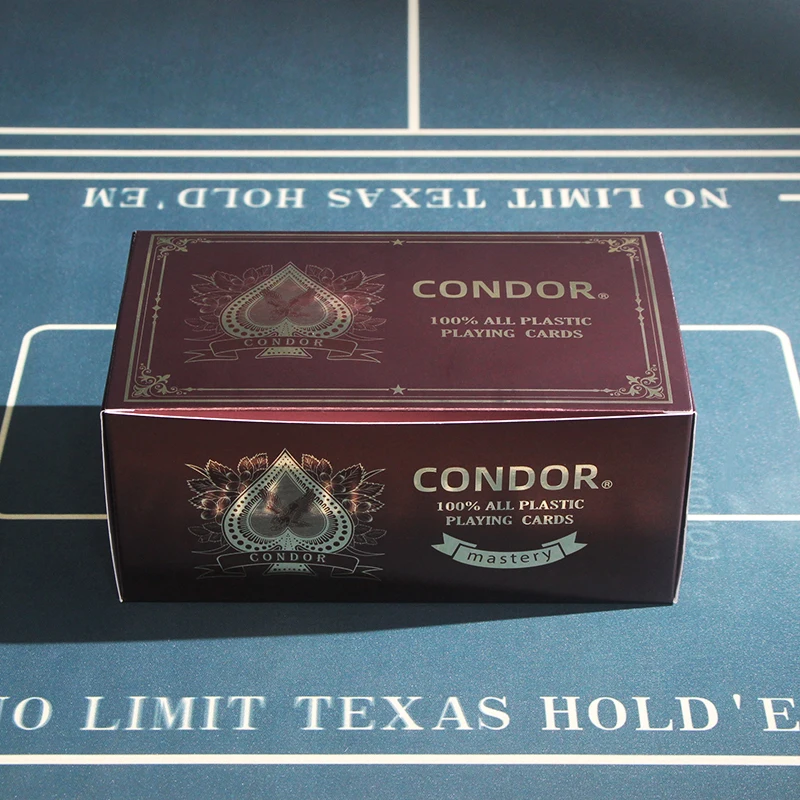 NO LIMIT TEXAS HOLD'EM
CONDOR®
100% ALL PLASTIC
PLAYING CARDS
CONDOR
CONDOR®
100% ALL PLASTIC
PLAYING CARDS
mastery
CONDOR
NO LIMIT TEXAS HOLD'E